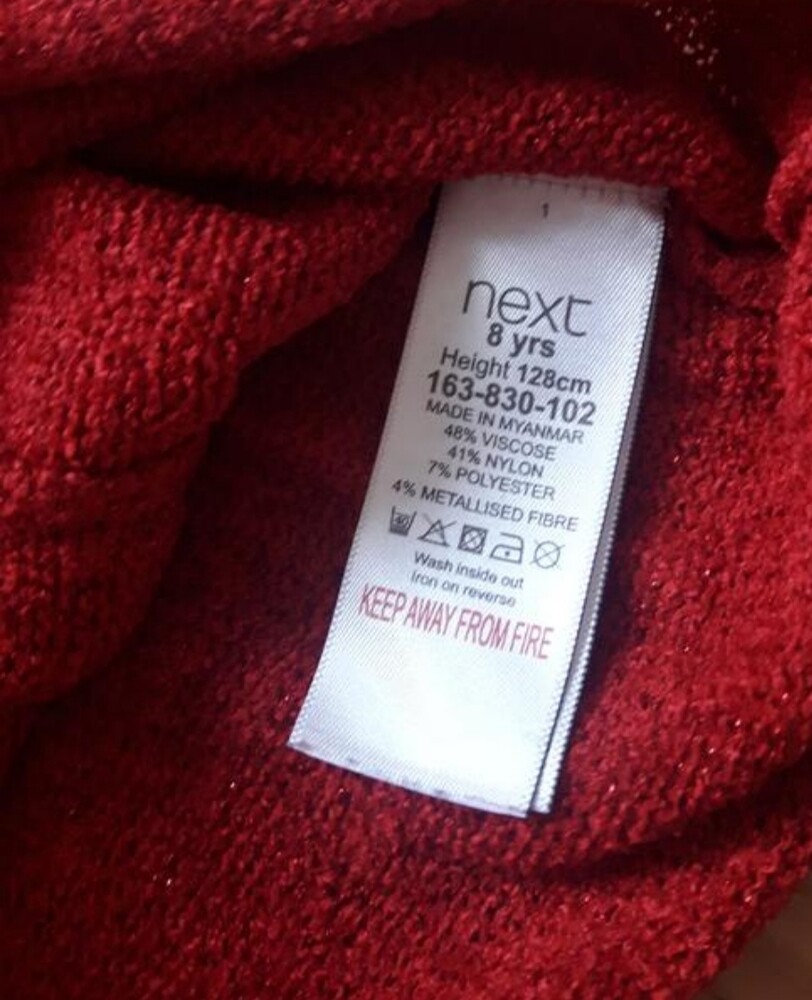 1
next
8 yrs
Height 128cm
163-830-102
MADE IN MYANMAR
48% VISCOSE
41% NYLON
7% POLYESTER
4% METALLISED FIBRE
40
Wash inside out
Iron on reverse
KEEP AWAY FROM FIRE